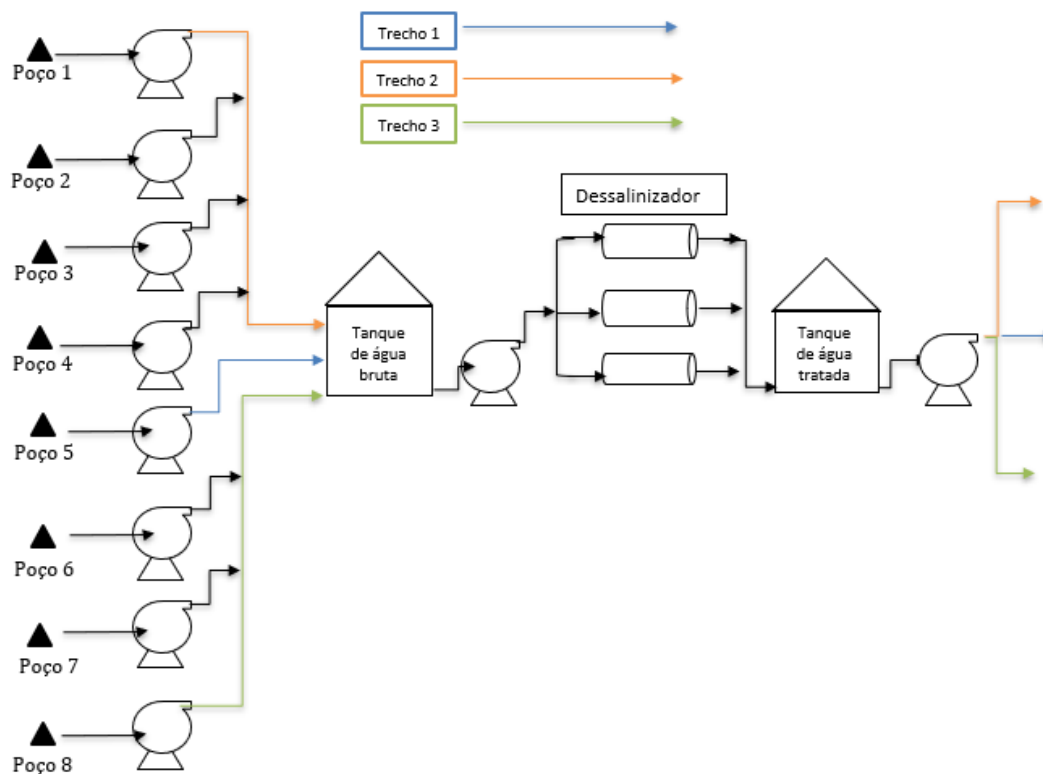 Trecho 1
Trecho 2
Trecho 3
Poço 1
Poço 2
Poço 3
Poço 4
Poço 5
Poço 6
Poço 7
Poço 8
Tanque
de água
bruta
Dessalinizador
Tanque
de água
tratada